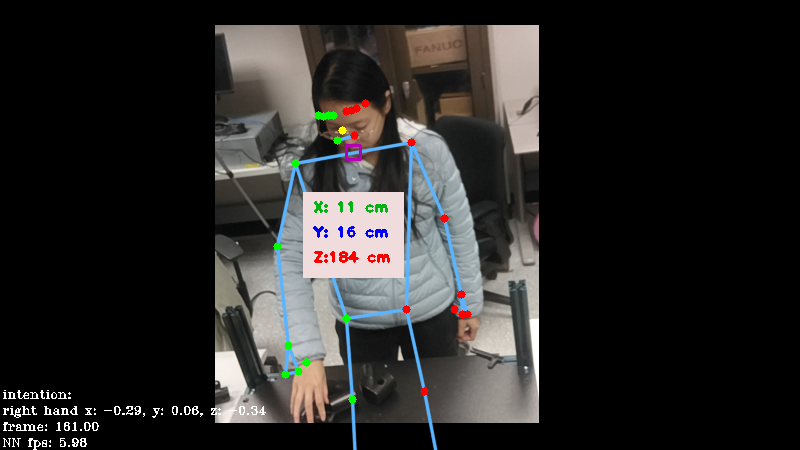 FANUC
X: 11 cm
Y: 16 cm
Z:184 cm
intention:
right hand x: -0.29, y: 0.06, z: -0.34
frame: 161.00
NN fps: 5.98